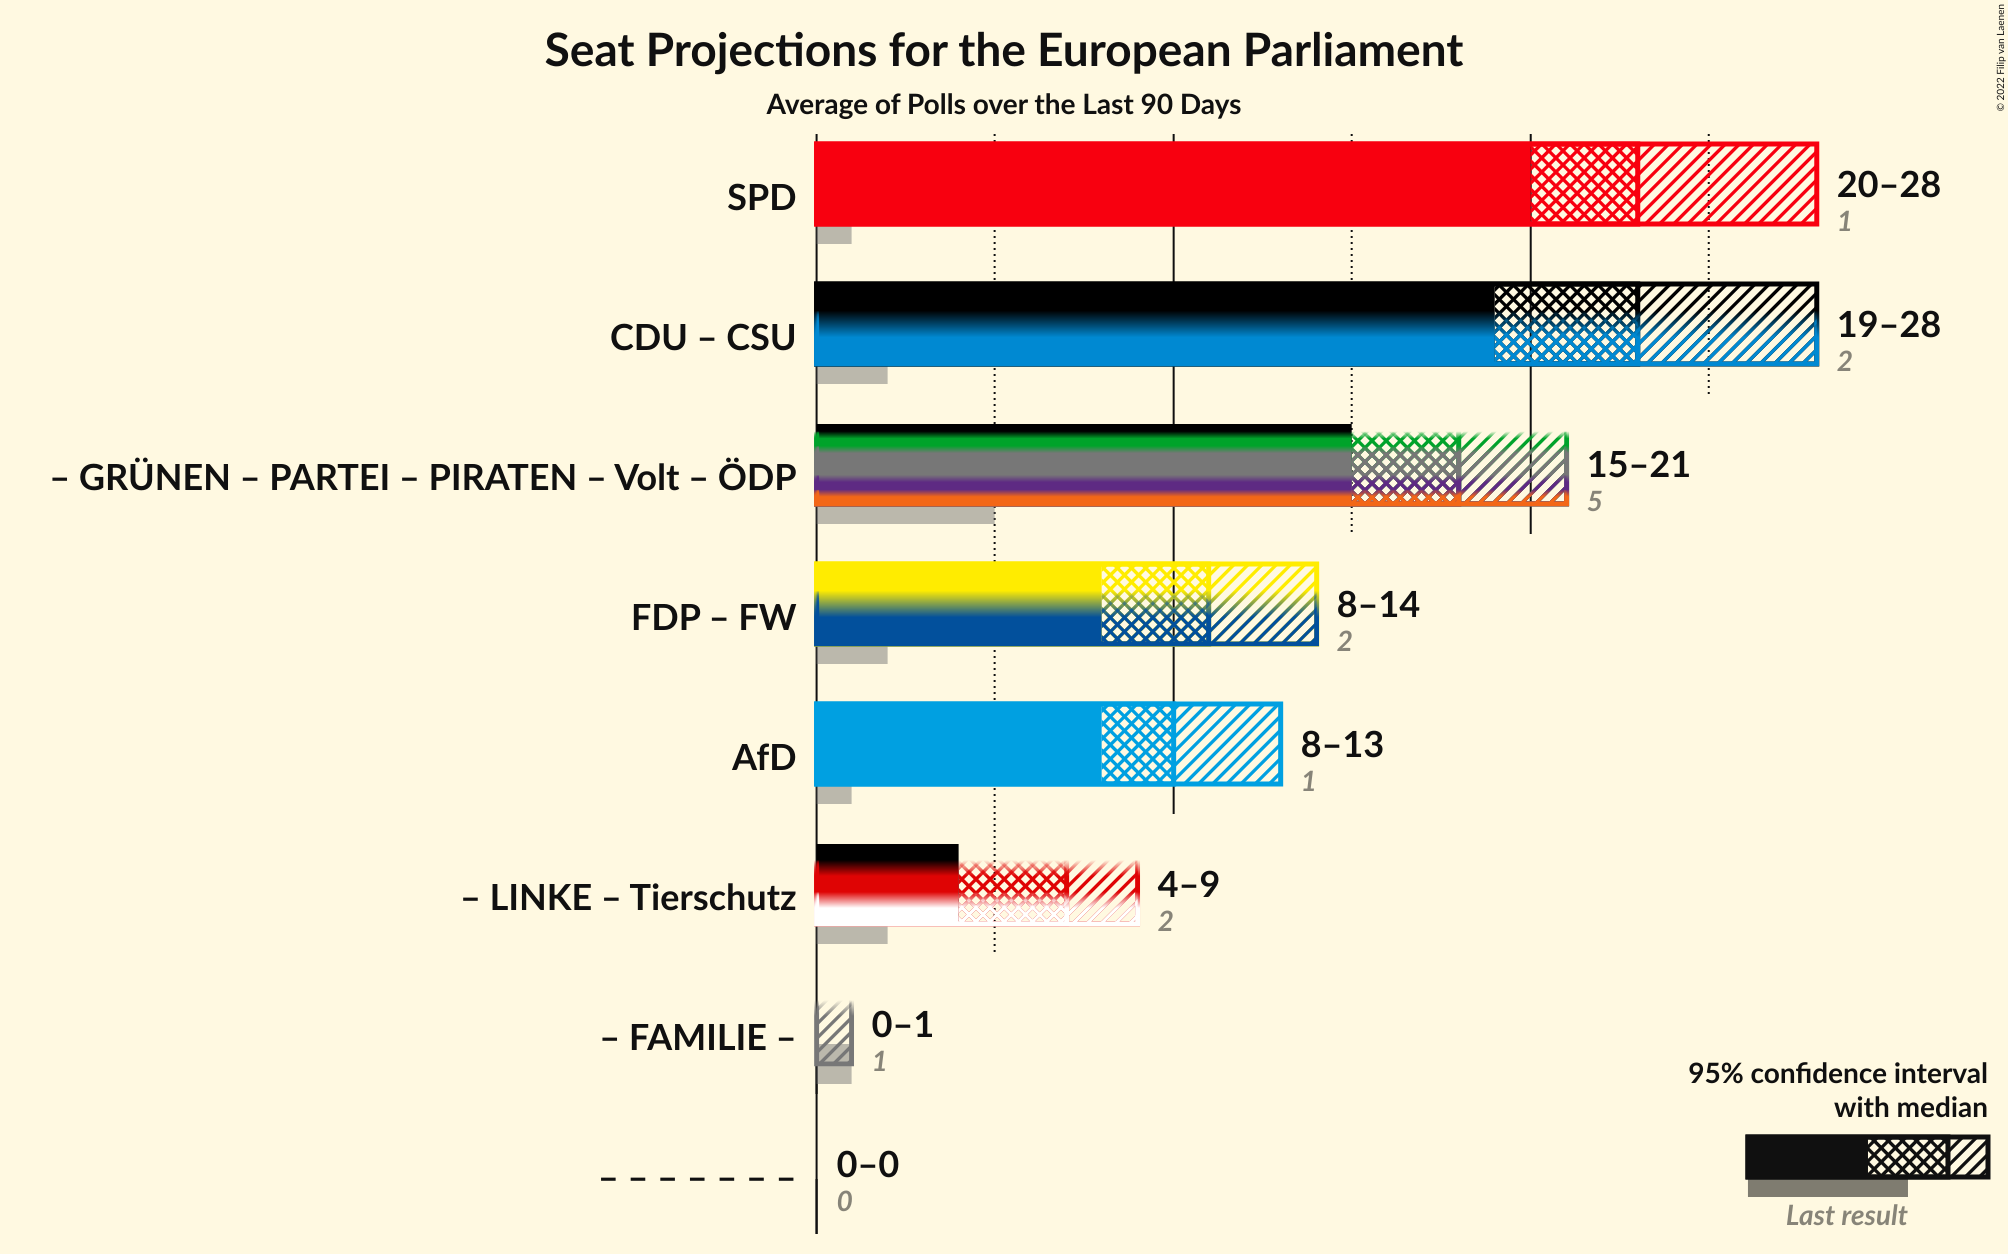 Seat Projections for the European Parliament
Average of Polls over the Last 90 Days
© 2022 Filip van Laenen
SPD
20–28
1
CDU – CSU
19–28
2
– GRÜNEN – PARTEI – PIRATEN – Volt – ÖDP
15–21
5
FDP – FW
8–14
2
AfD
8–13
1
– LINKE – Tierschutz
4–9
2
– FAMILIE –
0–1
1
– – – – – – –
0–0
0
95% confidence interval
with median
Last result